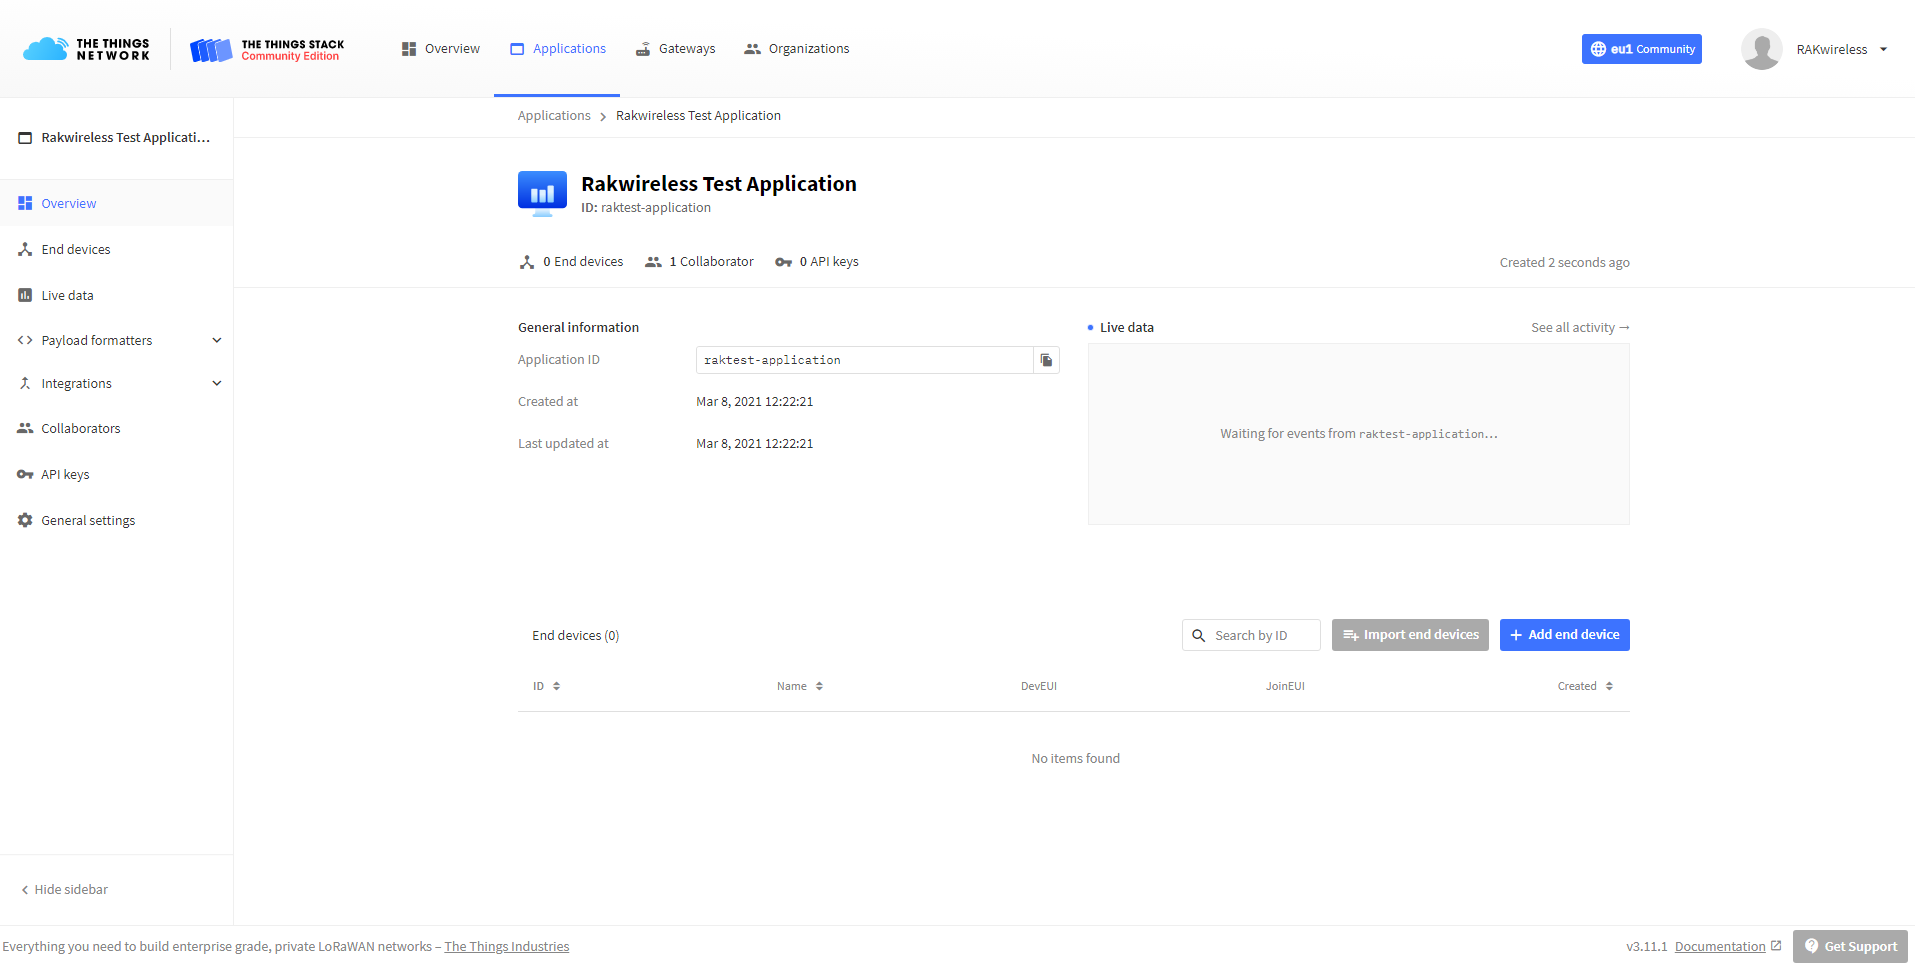 THE THINGS
NETWORK
THE THINGS STACK
Community Edition
Overview
Applications
Gateways
Organizations
eu1 Community
RAKwireless
Rakwireless Test Applicati...
Overview
End devices
Live data
Payload formatters
Integrations
Collaborators
API keys
General settings
Hide sidebar
Applications
Rakwireless Test Application
Rakwireless Test Application
ID: raktest-application
0 End devices
1 Collaborator
0 API keys
Created 2 seconds ago
General information
Application ID
raktest-application
Created at
Mar 8, 2021 12:22:21
Last updated at
Mar 8, 2021 12:22:21
Live data
See all activity →
Waiting for events from raktest-application...
End devices (0)
Search by ID
Import end devices
+ Add end device
ID
Name
DevEUI
JoinEUI
Created
No items found
Everything you need to build enterprise grade, private LoRaWAN networks – The Things Industries
v3.11.1
Documentation
Get Support